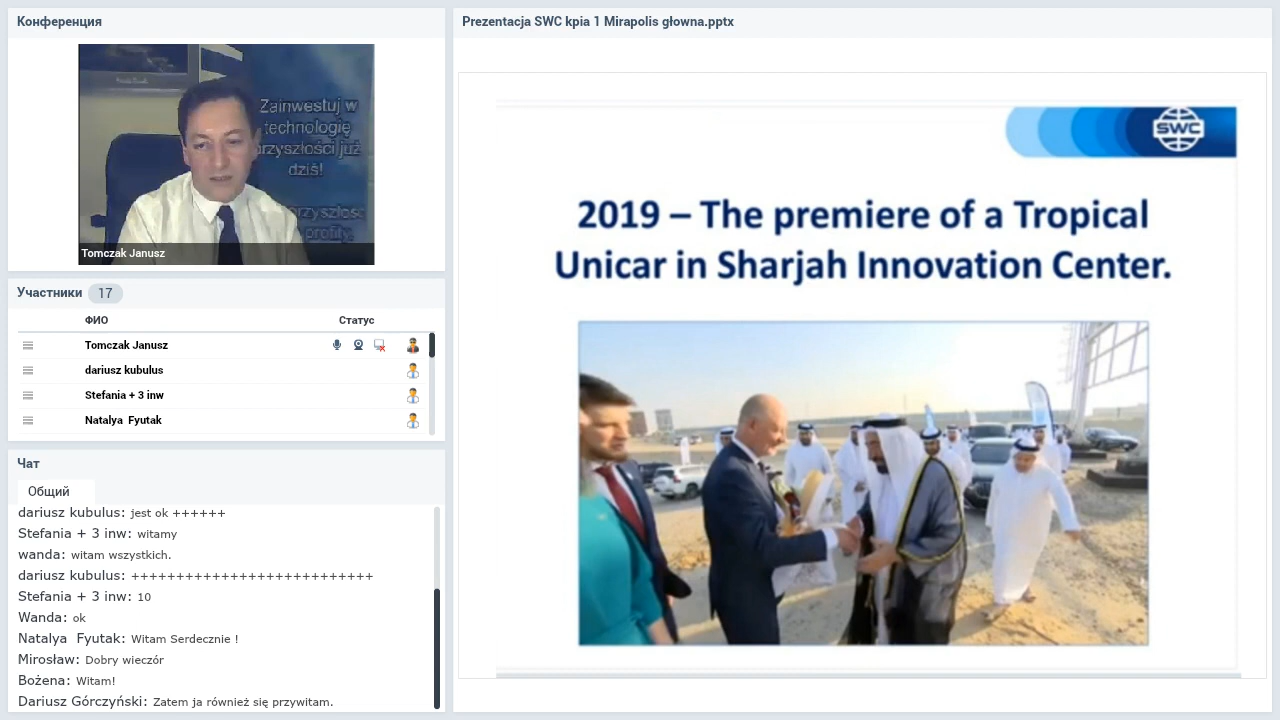 Конференция
Zainwestuj w
technologię
przyszłości już
dziś!
Tomczak Janusz
Участники 17
ФИО Статус
Tomczak Janusz
dariusz kubulus
Stefania + 3 inw
Natalya Fyutak
Чат
Общий
dariusz kubulus: jest ok ++++++
Stefania + 3 inw: witamy
wanda: witam wszystkich.
dariusz kubulus: +++++++++++++++++++++++++++
Stefania + 3 inw: 10
Wanda: ok
Natalya Fyutak: Witam Serdecznie !
Mirosław: Dobry wieczór
Bożena: Witam!
Dariusz Górczyński: Zatem ja również się przywitam.
Prezentacja SWC kpia 1 Mirapolis głowna.pptx
SWC
2019 – The premiere of a Tropical
Unicar in Sharjah Innovation Center.